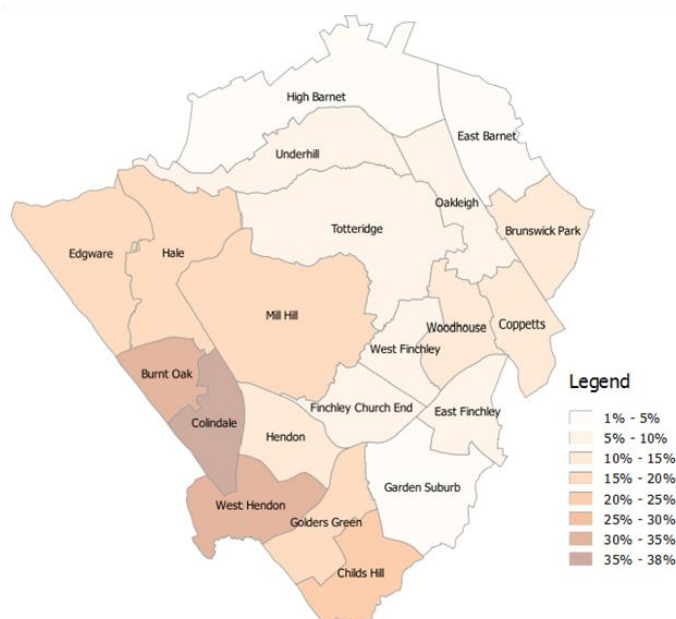 High Barnet
East Barnet
Underhill
Oakleigh
Totteridge
Brunswick Park
Edgware
Hale
Mill Hill
Woodhouse
Coppetts
West Finchley
Burnt Oak
Finchley Church End
East Finchley
Colindale
Hendon
Garden Suburb
West Hendon
Golders Green
Childs Hill
Legend
1% - 5%
5% - 10%
10% - 15%
15% - 20%
20% - 25%
25% - 30%
30% - 35%
35% - 38%